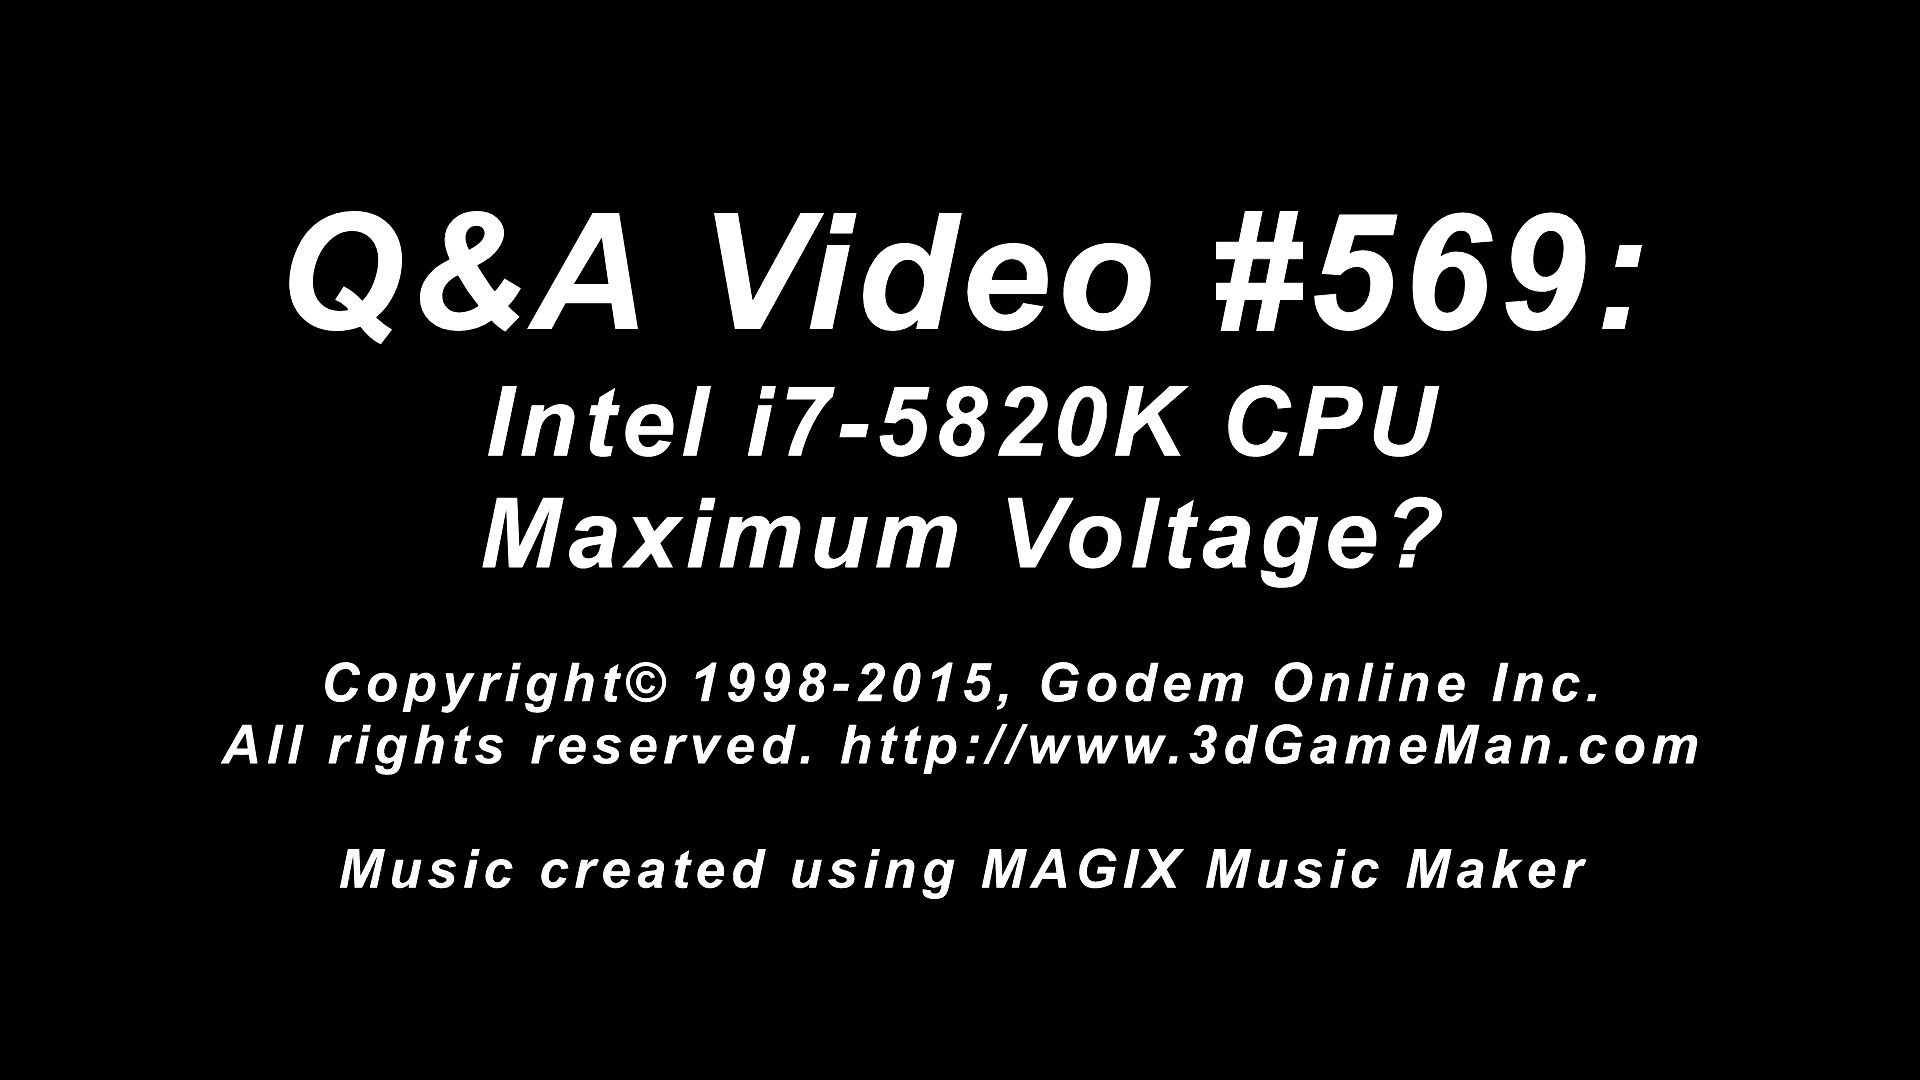 Q&A Video #569:
Intel i7-5820K CPU
Maximum Voltage?
Copyright© 1998-2015, Godem Online Inc.
All rights reserved. http://www.3dGameMan.com
Music created using MAGIX Music Maker